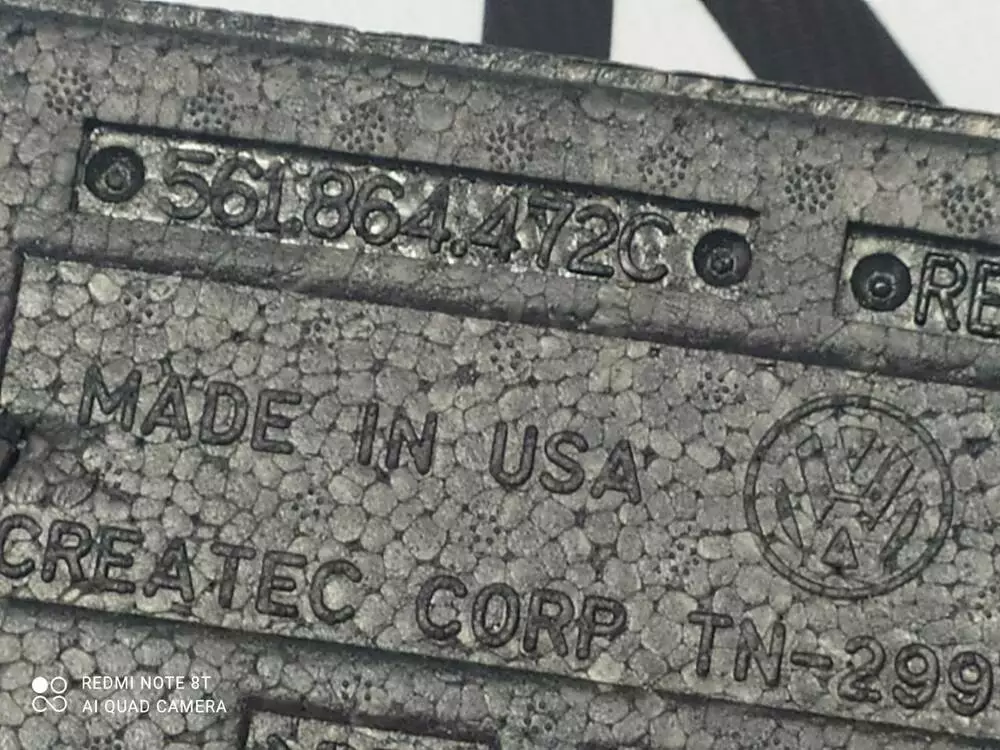 561.864.472C RE
MADE IN USA
CREATEC CORP TN-299
REDMI NOTE 8T
AI QUAD CAMERA